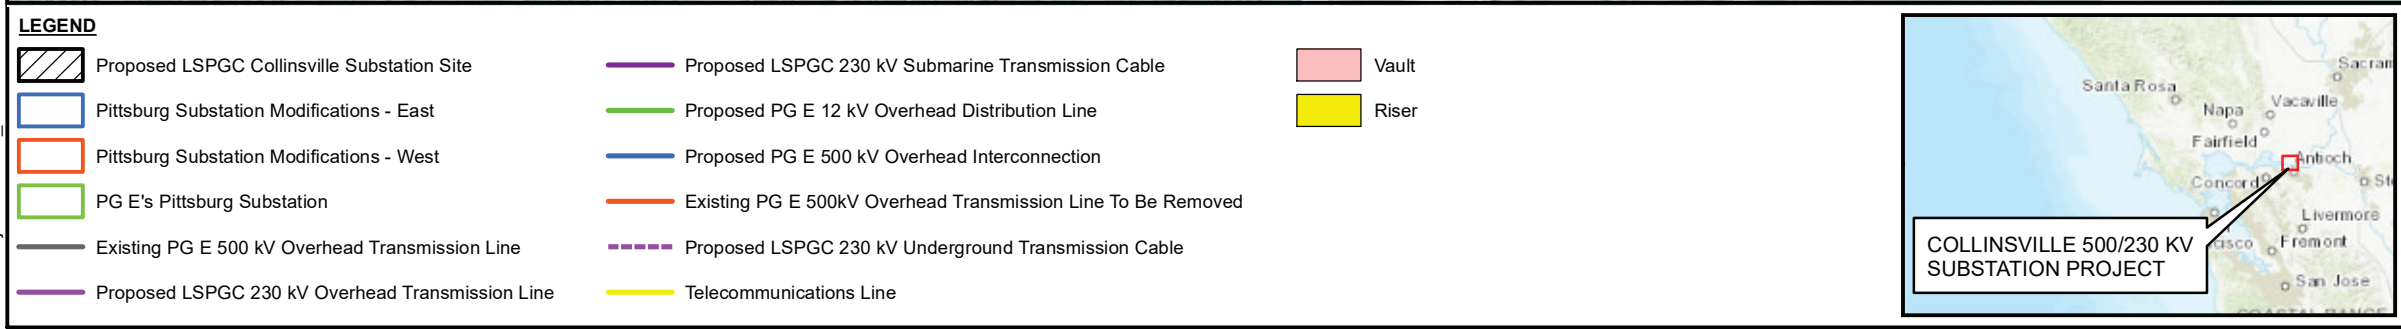 LEGEND
Proposed LSPGC Collinsville Substation Site
Pittsburg Substation Modifications - East
Pittsburg Substation Modifications - West
PG E's Pittsburg Substation
Existing PG E 500 kV Overhead Transmission Line
Proposed LSPGC 230 kV Overhead Transmission Line
Proposed LSPGC 230 kV Submarine Transmission Cable
Proposed PG E 12 kV Overhead Distribution Line
Proposed PG E 500 kV Overhead Interconnection
Existing PG E 500kV Overhead Transmission Line To Be Removed
Proposed LSPGC 230 kV Underground Transmission Cable
Telecommunications Line
Vault
Riser
Sacram
Santa Rosa
Vacaville
Napa
Fairfield
Antioch
Concord
St
Livermore
cisco
Fremont
San Jose
COLLINSVILLE 500/230 KV
SUBSTATION PROJECT